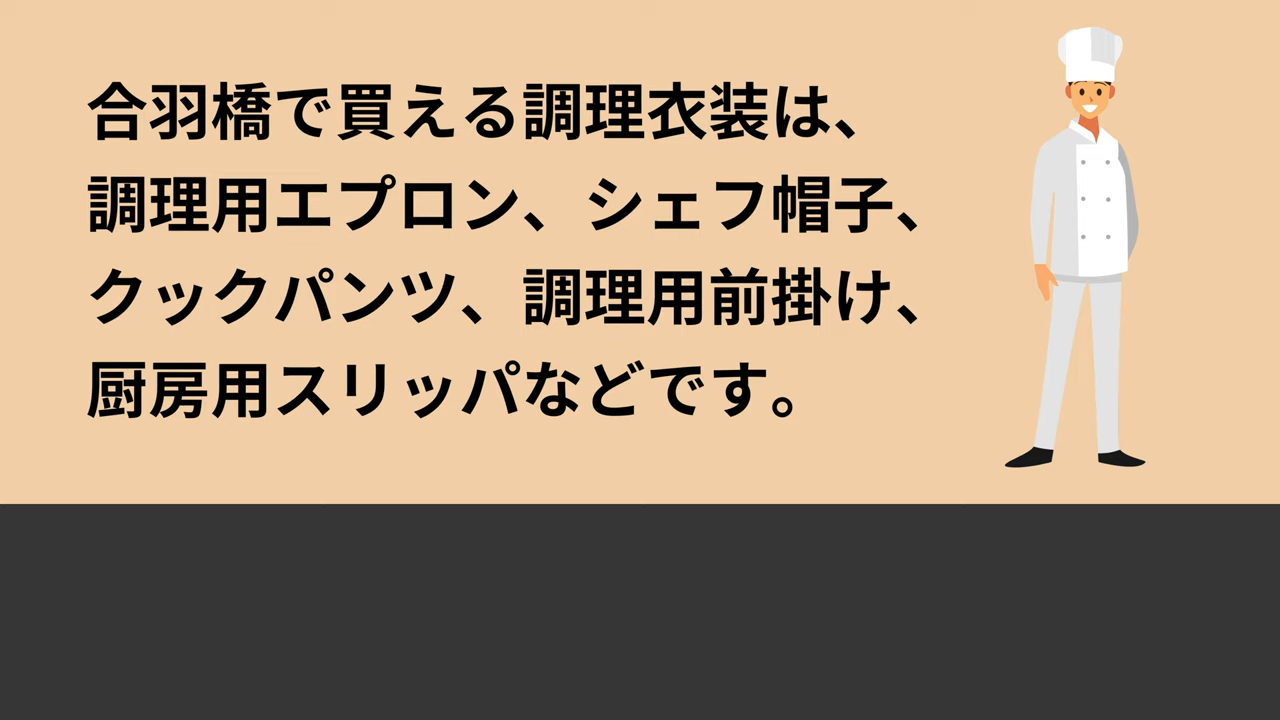 合羽橋で買える調理衣装は、
調理用エプロン、シェフ帽子、
クックパンツ、調理用前掛け、
厨房用スリッパなどです。